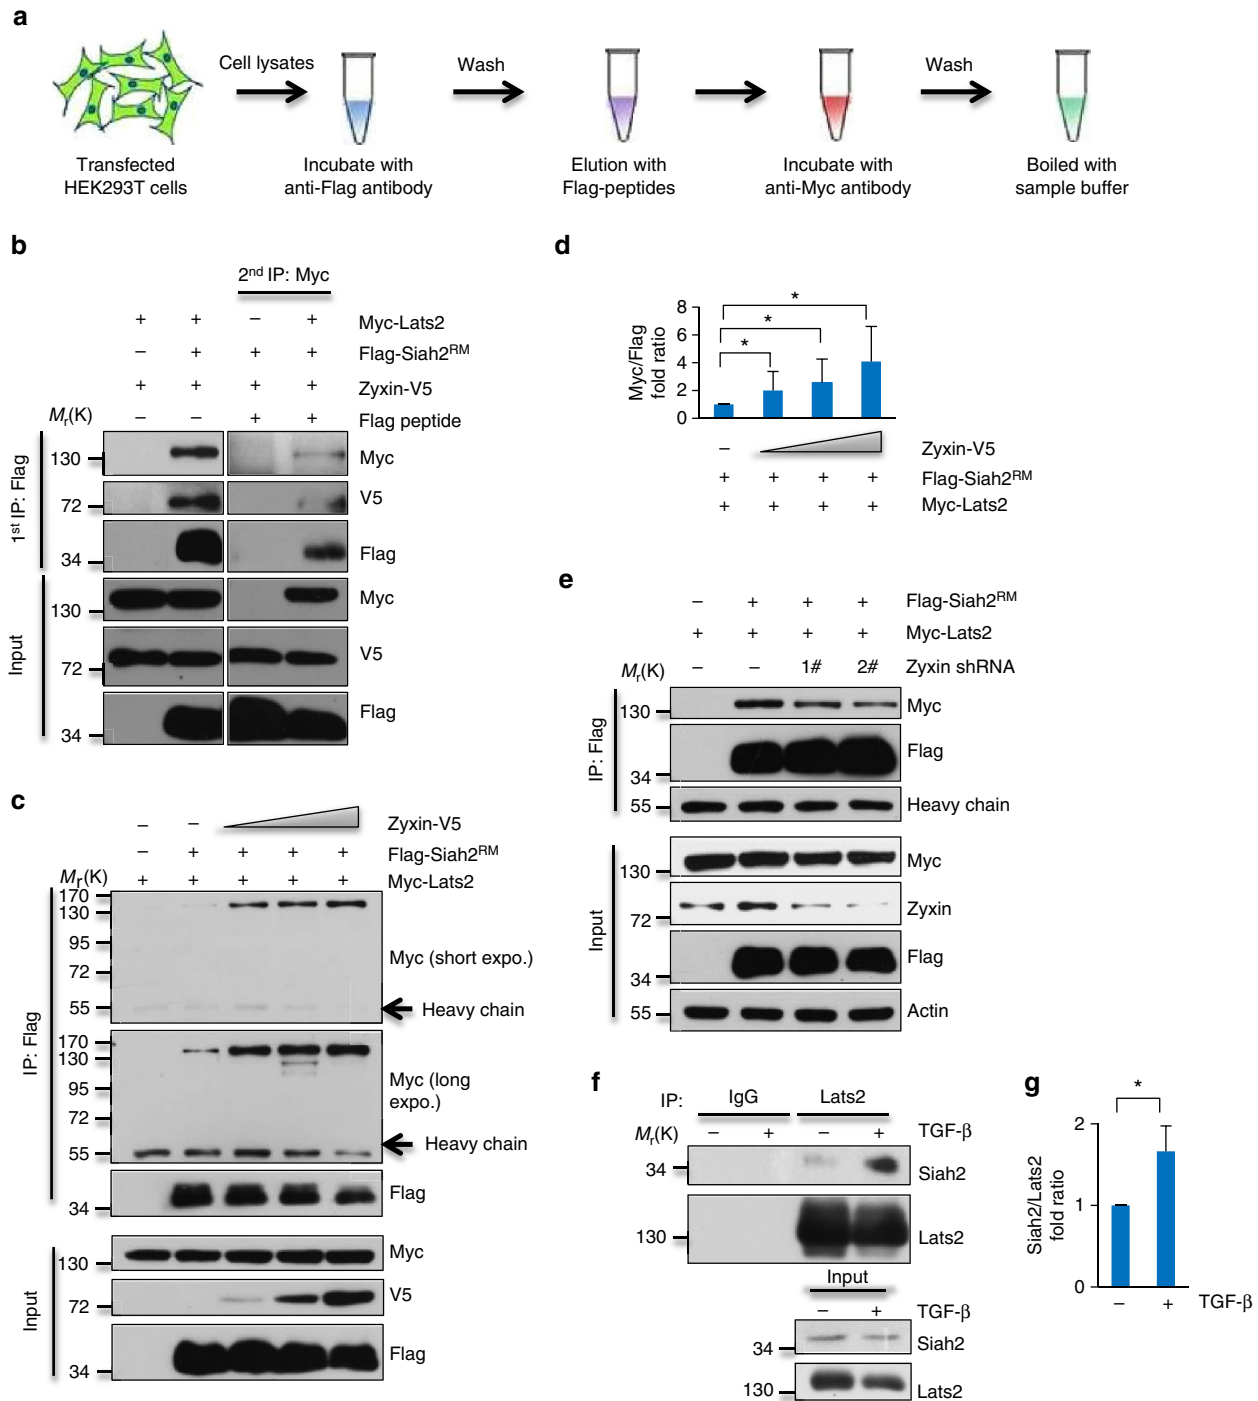 a
Cell lysates
Wash
Wash
Transfected
HEK293T cells
Incubate with
anti-Flag antibody
Elution with
Flag-peptides
Incubate with
anti-Myc antibody
Boiled with
sample buffer
b
2nd IP: Myc
+ + – + Myc-Lats2
– + + + Flag-Siah2RM
+ + + + Zyxin-V5
– – + + Flag peptide
Mr(K)
1st IP: Flag
130 Myc
72 V5
34 Flag
Input
130 Myc
72 V5
34 Flag
c
– – Zyxin-V5
– + + + + Flag-Siah2RM
+ + + + + Myc-Lats2
Mr(K)
IP: Flag
170
130
95
72
55
Myc (short expo.)
Heavy chain
170
130
95
72
55
Myc (long
expo.)
Heavy chain
34 Flag
Input
130 Myc
72 V5
34 Flag
d
Myc/Flag
fold ratio
8
6
4
2
0
* * *
– Zyxin-V5
+ + + + Flag-Siah2RM
+ + + + Myc-Lats2
e
– + + + Flag-Siah2RM
+ + + + Myc-Lats2
– – 1# 2# Zyxin shRNA
Mr(K)
IP: Flag
130 Myc
34 Flag
55 Heavy chain
Input
130 Myc
72 Zyxin
34 Flag
55 Actin
f
IP: IgG Lats2
Mr(K) – + – + TGF-β
34 Siah2
130 Lats2
Input
– + TGF-β
34 Siah2
130 Lats2
g
Siah2/Lats2
fold ratio
2
1
0
*
– + TGF-β